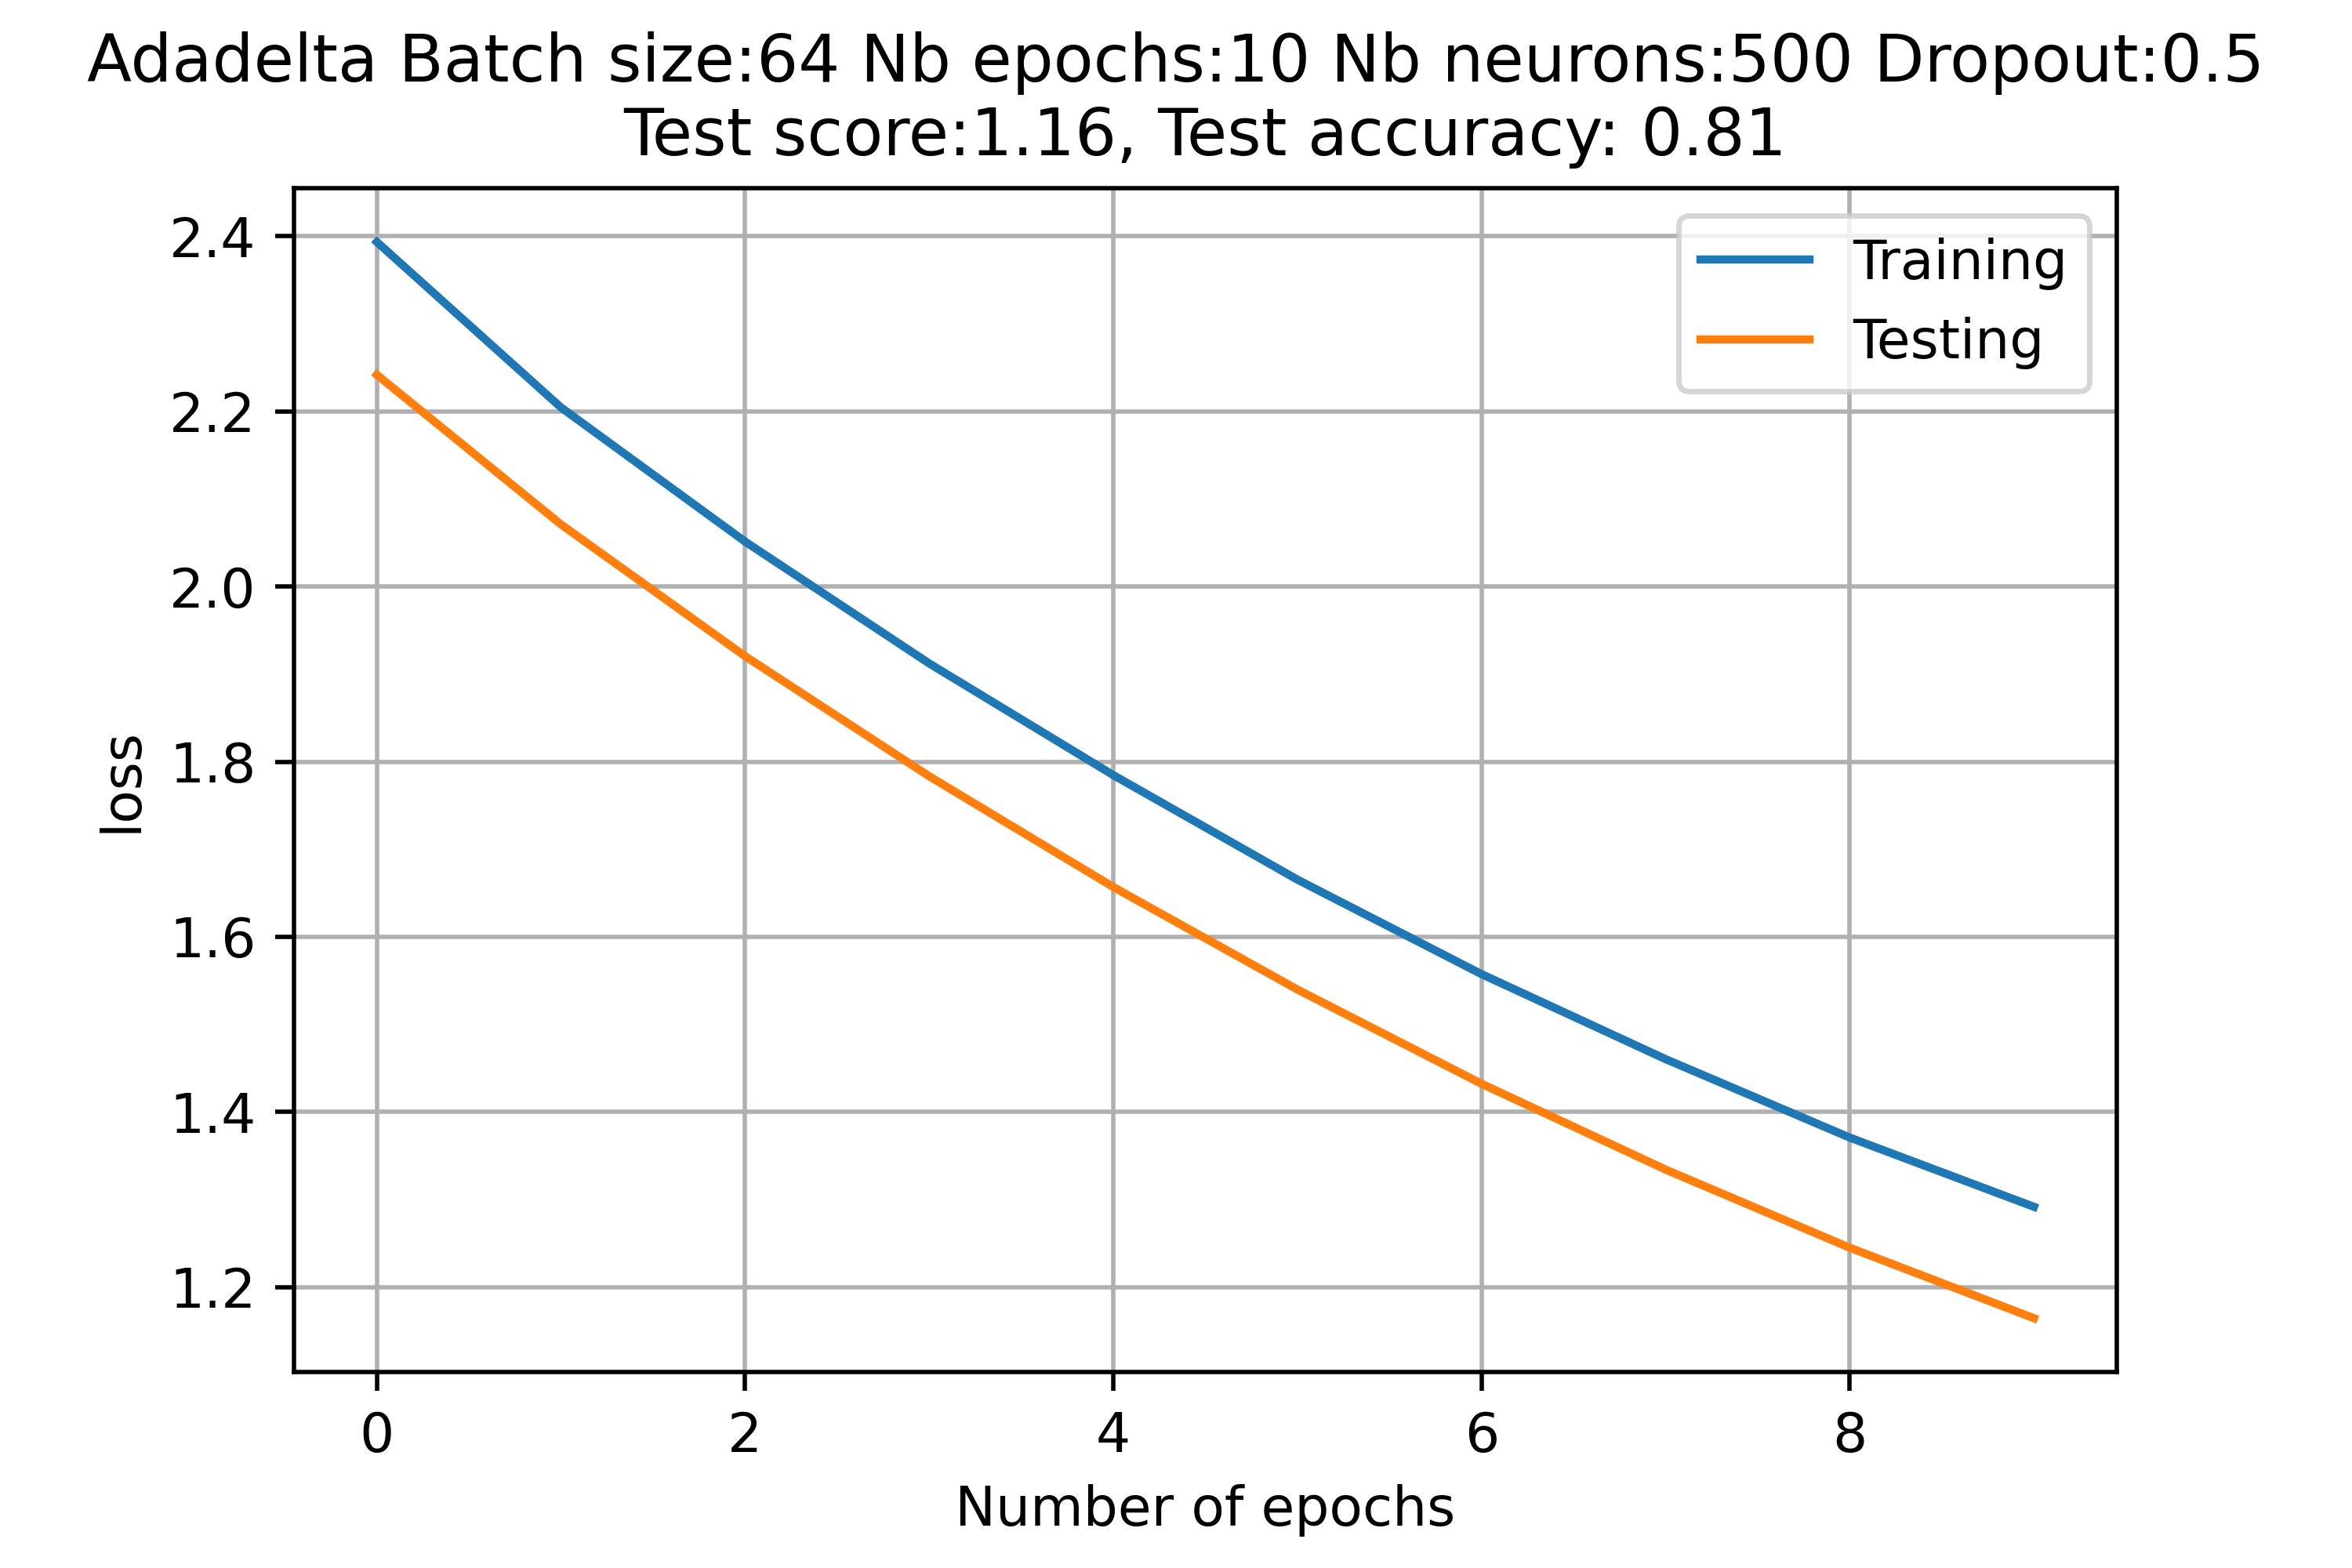 Adadelta Batch size:64 Nb epochs:10 Nb neurons:500 Dropout:0.5
Test score:1.16, Test accuracy: 0.81
Training
Testing
2.4
2.2
2.0
1.8
1.6
1.4
1.2
loss
0 2 4 6 8
Number of epochs